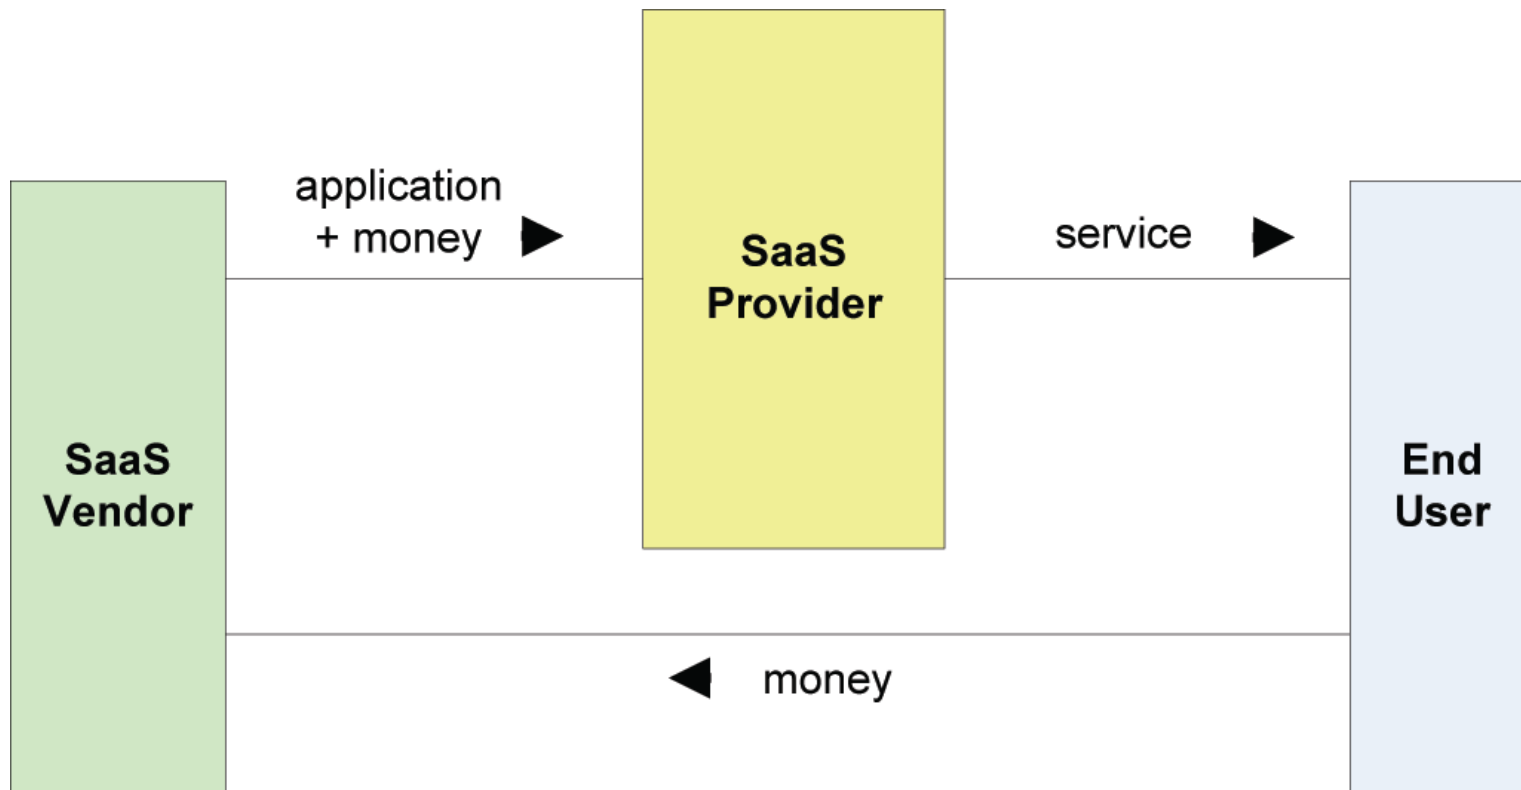 application
+ money
SaaS
Provider
service
SaaS
Vendor
End
User
money